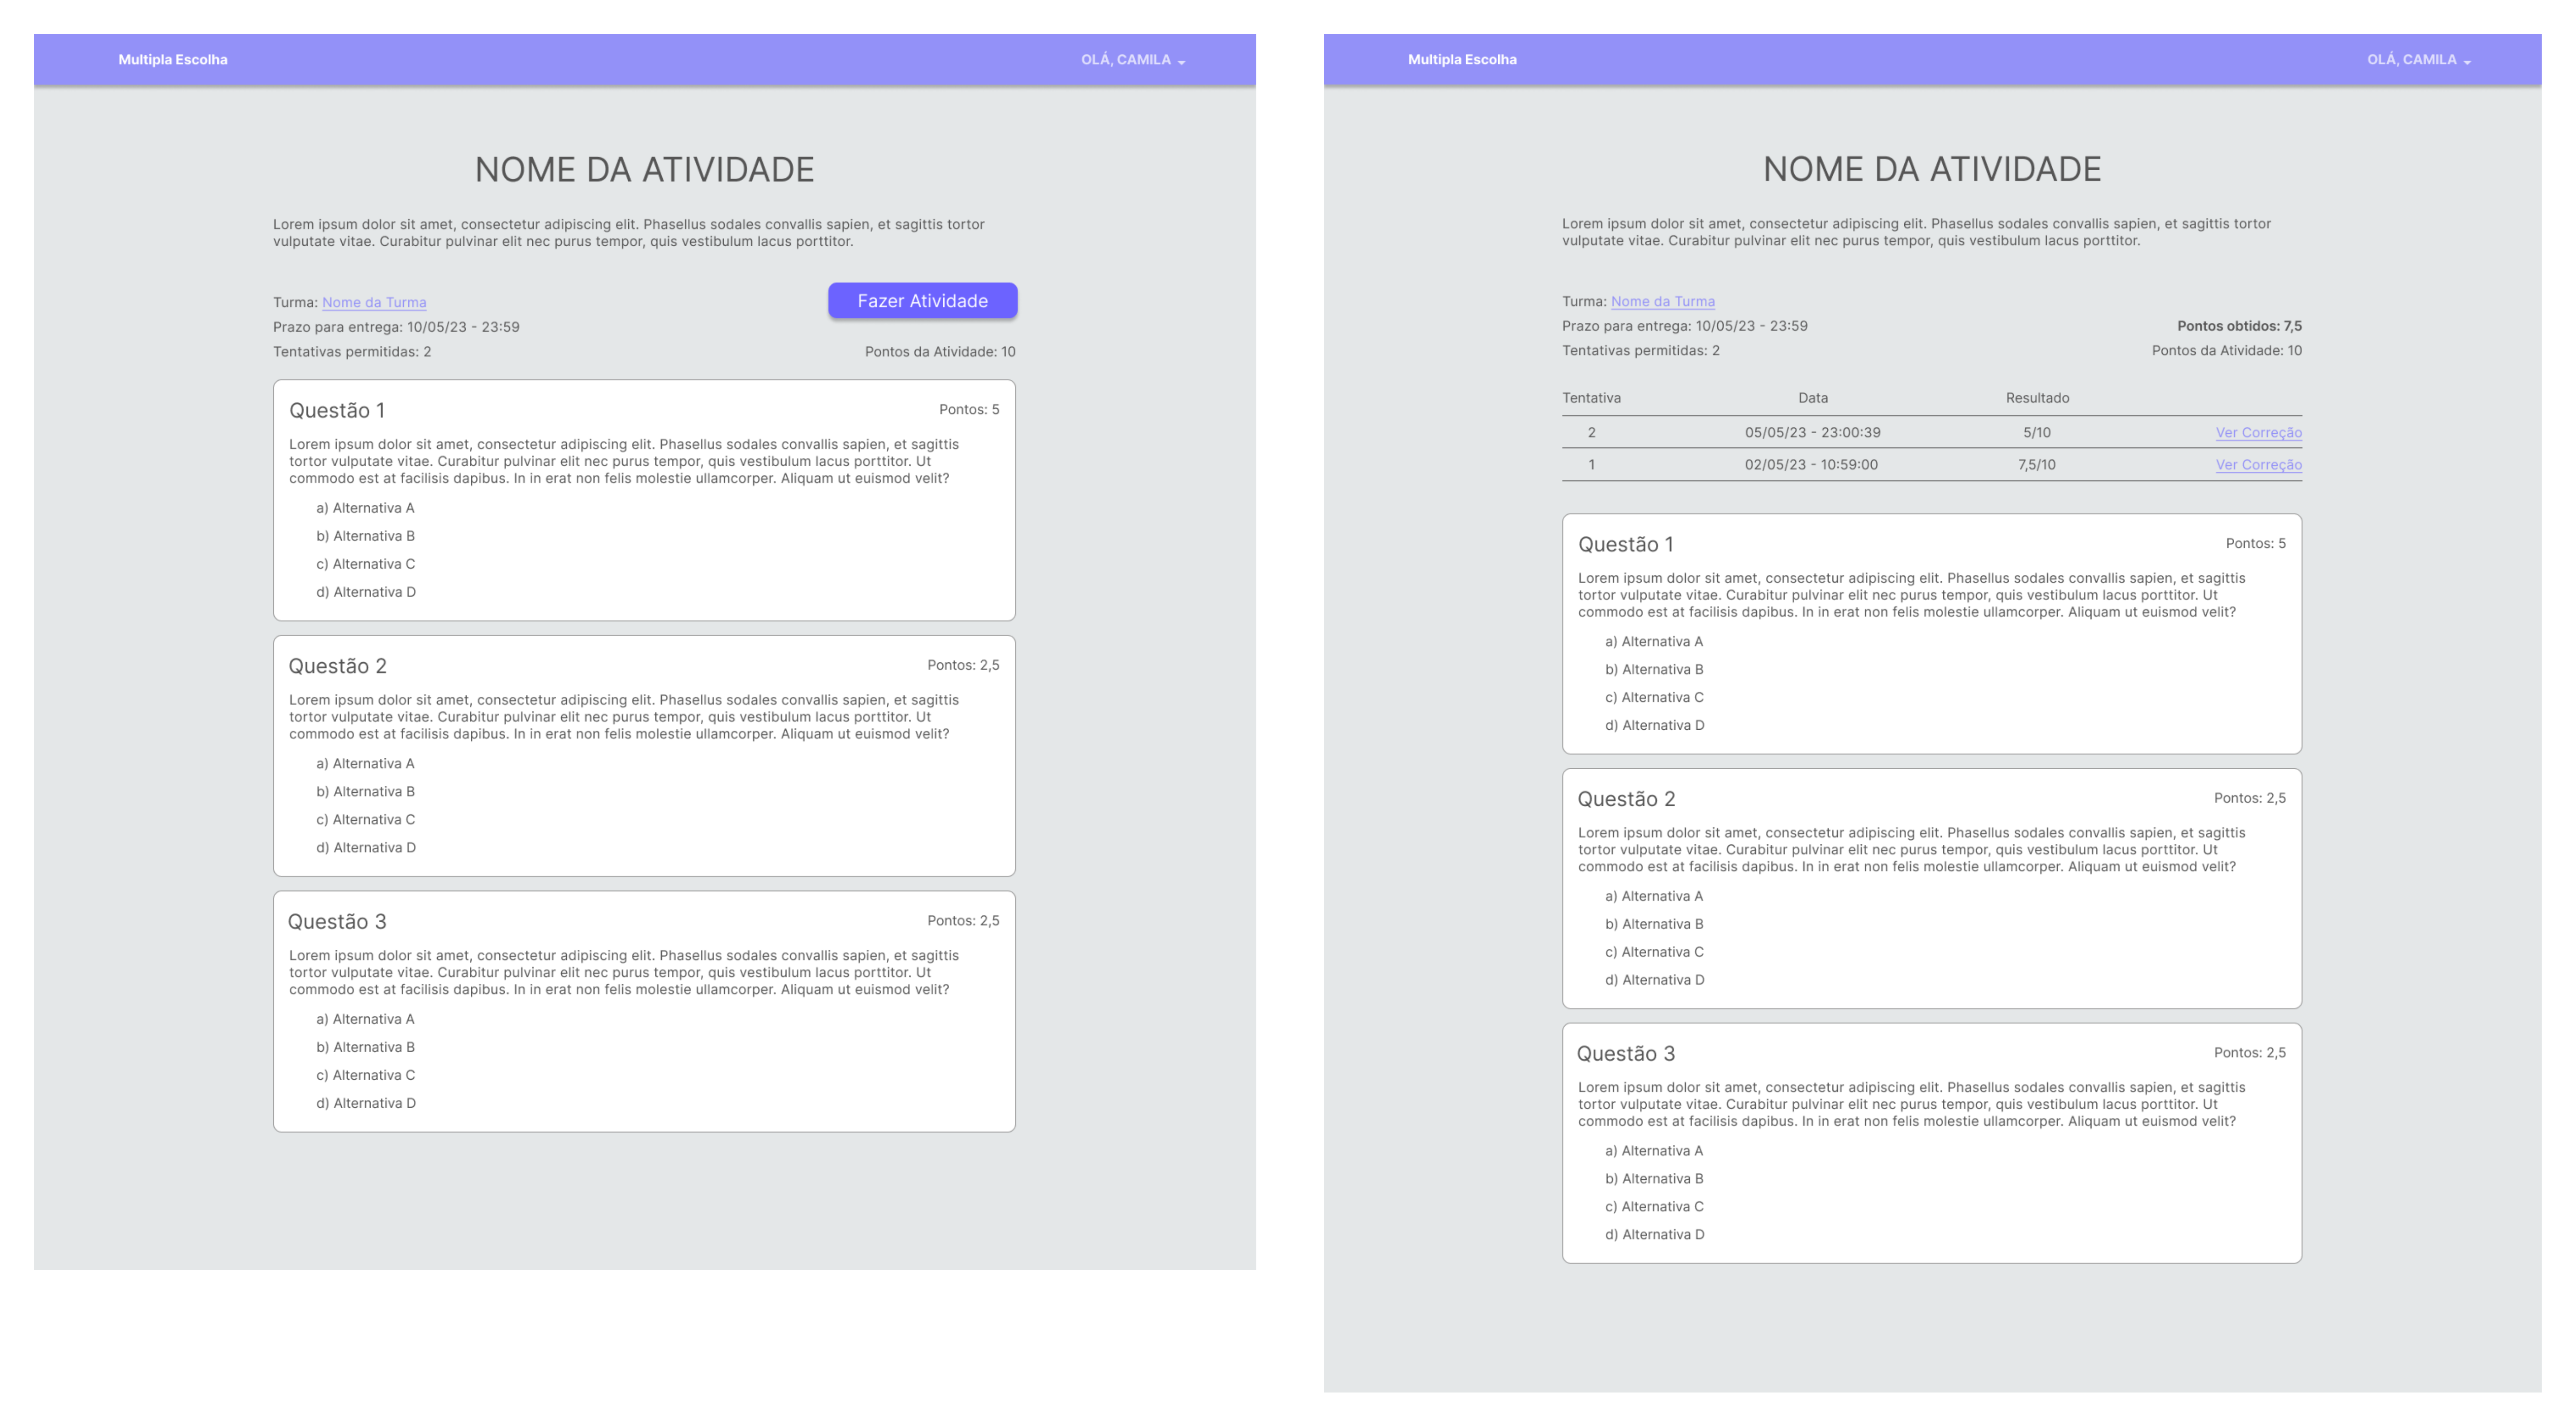 Multipla Escolha
OLÁ, CAMILA
NOME DA ATIVIDADE
Lorem ipsum dolor sit amet, consectetur adipiscing elit. Phasellus sodales convallis sapien, et sagittis tortor
vulputate vitae. Curabitur pulvinar elit nec purus tempor, quis vestibulum lacus porttitor.
Turma: Nome da Turma
Fazer Atividade
Prazo para entrega: 10/05/23 - 23:59
Tentativas permitidas: 2
Pontos da Atividade: 10
Questão 1
Pontos: 5
Lorem ipsum dolor sit amet, consectetur adipiscing elit. Phasellus sodales convallis sapien, et sagittis
tortor vulputate vitae. Curabitur pulvinar elit nec purus tempor, quis vestibulum lacus porttitor. Ut
commodo est at facilisis dapibus. In in erat non felis molestie ullamcorper. Aliquam ut euismod velit?
a) Alternativa A
b) Alternativa B
c) Alternativa C
d) Alternativa D
Questão 2
Pontos: 2,5
Lorem ipsum dolor sit amet, consectetur adipiscing elit. Phasellus sodales convallis sapien, et sagittis
tortor vulputate vitae. Curabitur pulvinar elit nec purus tempor, quis vestibulum lacus porttitor. Ut
commodo est at facilisis dapibus. In in erat non felis molestie ullamcorper. Aliquam ut euismod velit?
a) Alternativa A
b) Alternativa B
c) Alternativa C
d) Alternativa D
Questão 3
Pontos: 2,5
Lorem ipsum dolor sit amet, consectetur adipiscing elit. Phasellus sodales convallis sapien, et sagittis
tortor vulputate vitae. Curabitur pulvinar elit nec purus tempor, quis vestibulum lacus porttitor. Ut
commodo est at facilisis dapibus. In in erat non felis molestie ullamcorper. Aliquam ut euismod velit?
a) Alternativa A
b) Alternativa B
c) Alternativa C
d) Alternativa D
Multipla Escolha
OLÁ, CAMILA
NOME DA ATIVIDADE
Lorem ipsum dolor sit amet, consectetur adipiscing elit. Phasellus sodales convallis sapien, et sagittis tortor
vulputate vitae. Curabitur pulvinar elit nec purus tempor, quis vestibulum lacus porttitor.
Turma: Nome da Turma
Prazo para entrega: 10/05/23 - 23:59
Pontos obtidos: 7,5
Tentativas permitidas: 2
Pontos da Atividade: 10
Tentativa Data Resultado
2 05/05/23 - 23:00:39 5/10 Ver Correção
1 02/05/23 - 10:59:00 7,5/10 Ver Correção
Questão 1
Pontos: 5
Lorem ipsum dolor sit amet, consectetur adipiscing elit. Phasellus sodales convallis sapien, et sagittis
tortor vulputate vitae. Curabitur pulvinar elit nec purus tempor, quis vestibulum lacus porttitor. Ut
commodo est at facilisis dapibus. In in erat non felis molestie ullamcorper. Aliquam ut euismod velit?
a) Alternativa A
b) Alternativa B
c) Alternativa C
d) Alternativa D
Questão 2
Pontos: 2,5
Lorem ipsum dolor sit amet, consectetur adipiscing elit. Phasellus sodales convallis sapien, et sagittis
tortor vulputate vitae. Curabitur pulvinar elit nec purus tempor, quis vestibulum lacus porttitor. Ut
commodo est at facilisis dapibus. In in erat non felis molestie ullamcorper. Aliquam ut euismod velit?
a) Alternativa A
b) Alternativa B
c) Alternativa C
d) Alternativa D
Questão 3
Pontos: 2,5
Lorem ipsum dolor sit amet, consectetur adipiscing elit. Phasellus sodales convallis sapien, et sagittis
tortor vulputate vitae. Curabitur pulvinar elit nec purus tempor, quis vestibulum lacus porttitor. Ut
commodo est at facilisis dapibus. In in erat non felis molestie ullamcorper. Aliquam ut euismod velit?
a) Alternativa A
b) Alternativa B
c) Alternativa C
d) Alternativa D